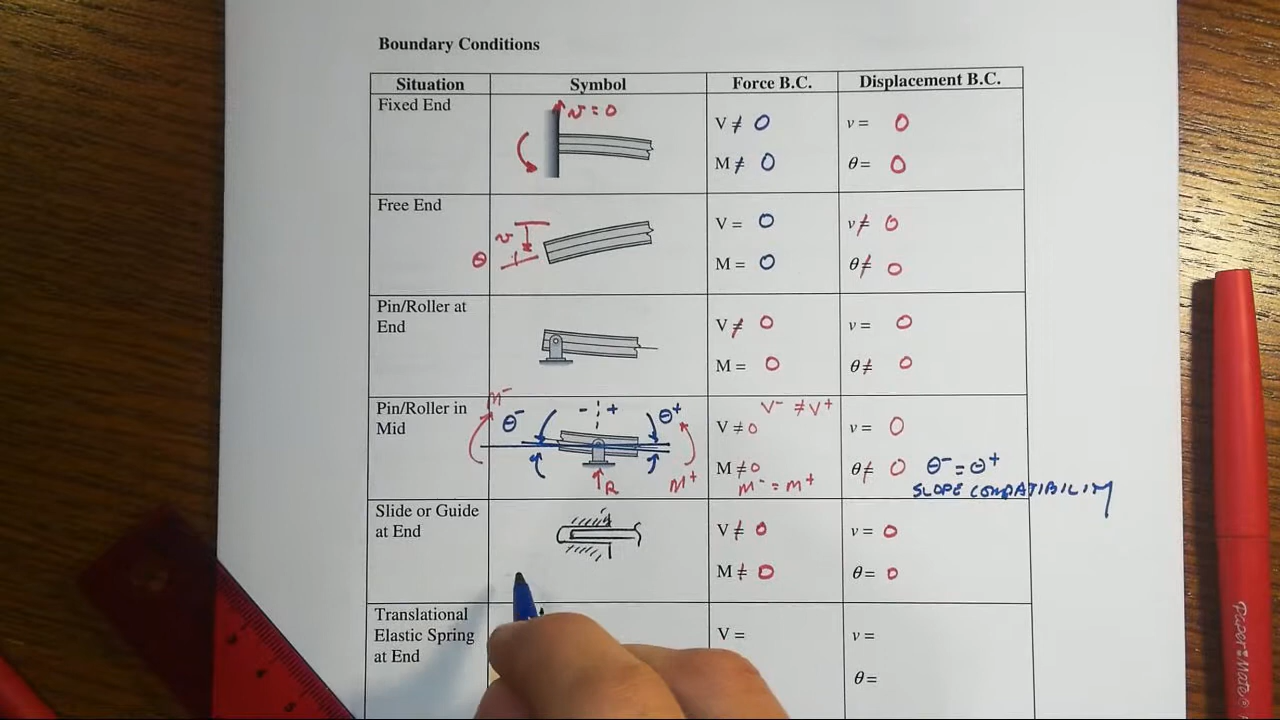 Boundary Conditions
Situation Symbol Force B.C. Displacement B.C.
Fixed End v = 0 V ≠ 0 v = 0
M ≠ 0 θ = 0
Free End v θ V = 0 v ≠ 0
M = 0 θ ≠ 0
Pin/Roller at End V ≠ 0 v = 0
M = 0 θ ≠ 0
Pin/Roller in Mid M⁻ θ⁻ - + θ⁺ V ≠ 0 V⁻ ≠ V⁺ v = 0
R M⁺ M ≠ 0 M⁻ = M⁺ θ ≠ 0 θ⁻ = θ⁺
SLOPE COMPATIBILITY
Slide or Guide at End V ≠ 0 v = 0
M ≠ 0 θ = 0
Translational Elastic Spring at End V = v =
θ =
PAPER MATE